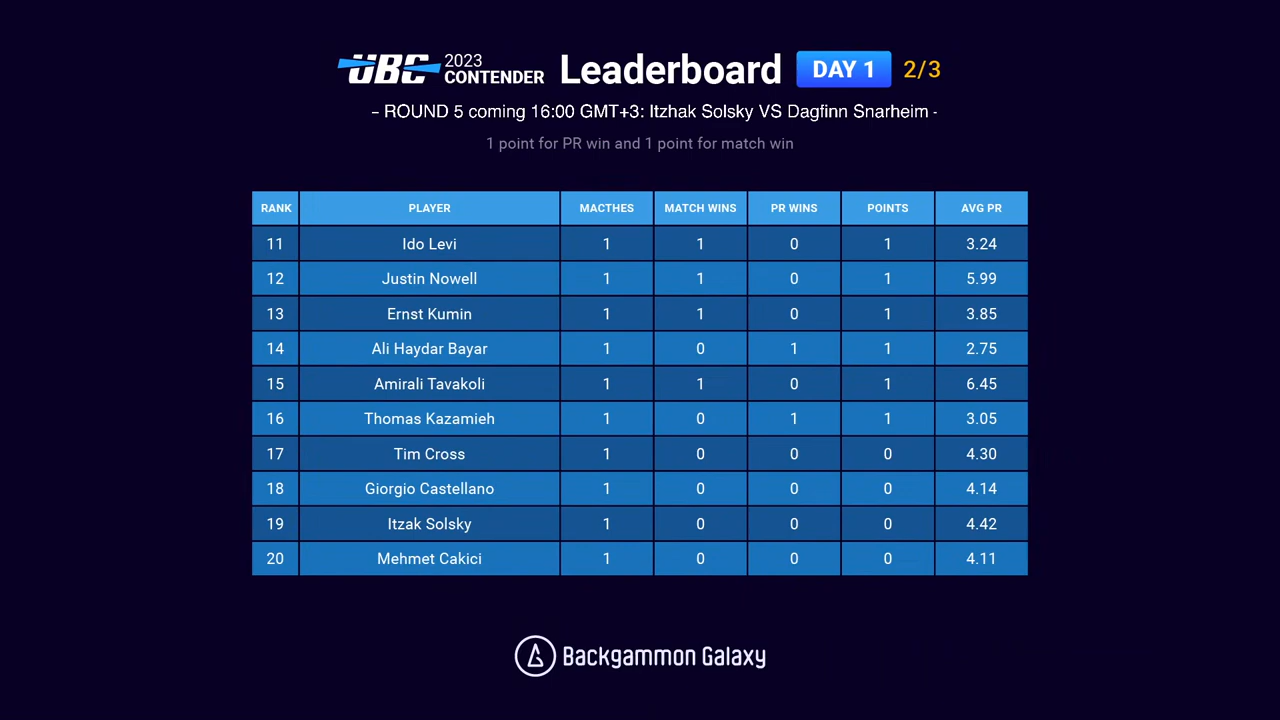 UBC 2023 CONTENDER Leaderboard DAY 1 2/3
– ROUND 5 coming 16:00 GMT+3: Itzhak Solsky VS Dagfinn Snarheim -
1 point for PR win and 1 point for match win
RANK PLAYER MACTHES MATCH WINS PR WINS POINTS AVG PR
11 Ido Levi 1 1 0 1 3.24
12 Justin Nowell 1 1 0 1 5.99
13 Ernst Kumin 1 1 0 1 3.85
14 Ali Haydar Bayar 1 0 1 1 2.75
15 Amirali Tavakoli 1 1 0 1 6.45
16 Thomas Kazamieh 1 0 1 1 3.05
17 Tim Cross 1 0 0 0 4.30
18 Giorgio Castellano 1 0 0 0 4.14
19 Itzak Solsky 1 0 0 0 4.42
20 Mehmet Cakici 1 0 0 0 4.11
Backgammon Galaxy